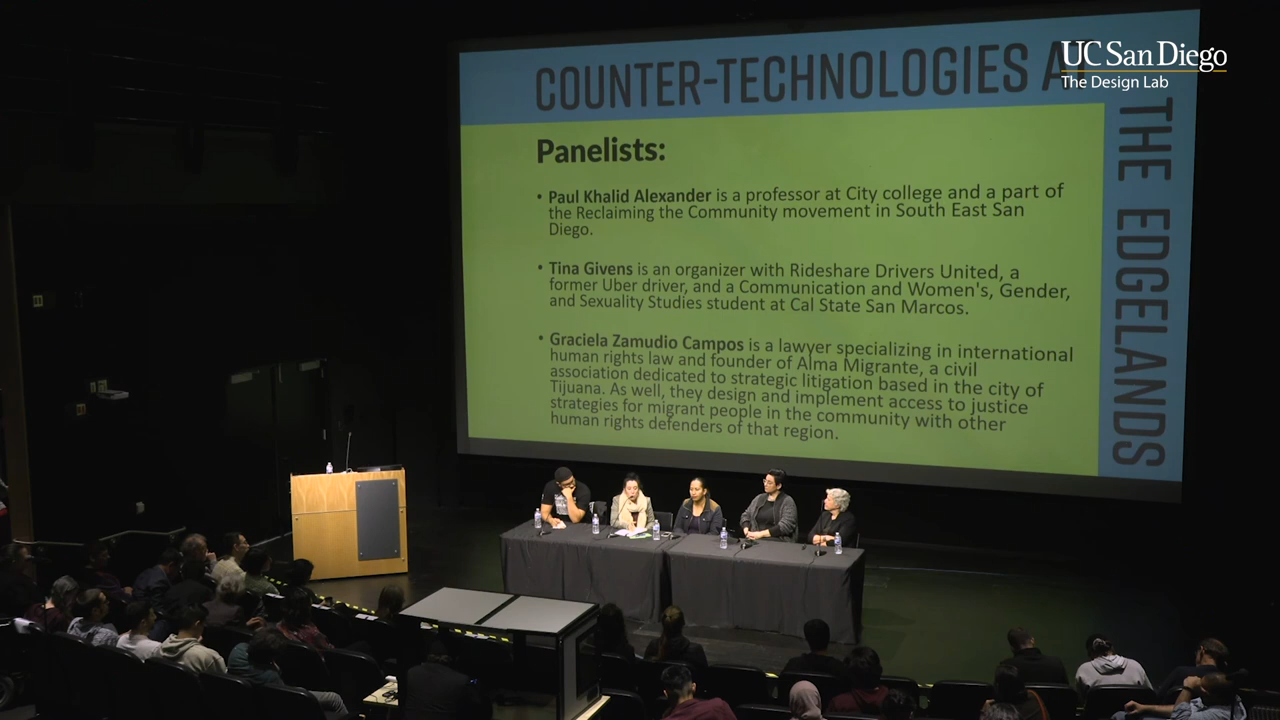 UC San Diego
The Design Lab
COUNTER-TECHNOLOGIES AT
THE EDGELANDS
Panelists:
• Paul Khalid Alexander is a professor at City college and a part of
the Reclaiming the Community movement in South East San
Diego.
• Tina Givens is an organizer with Rideshare Drivers United, a
former Uber driver, and a Communication and Women's, Gender,
and Sexuality Studies student at Cal State San Marcos.
• Graciela Zamudio Campos is a lawyer specializing in international
human rights law and founder of Alma Migrante, a civil
association dedicated to strategic litigation based in the city of
Tijuana. As well, they design and implement access to justice
strategies for migrant people in the community with other
human rights defenders of that region.